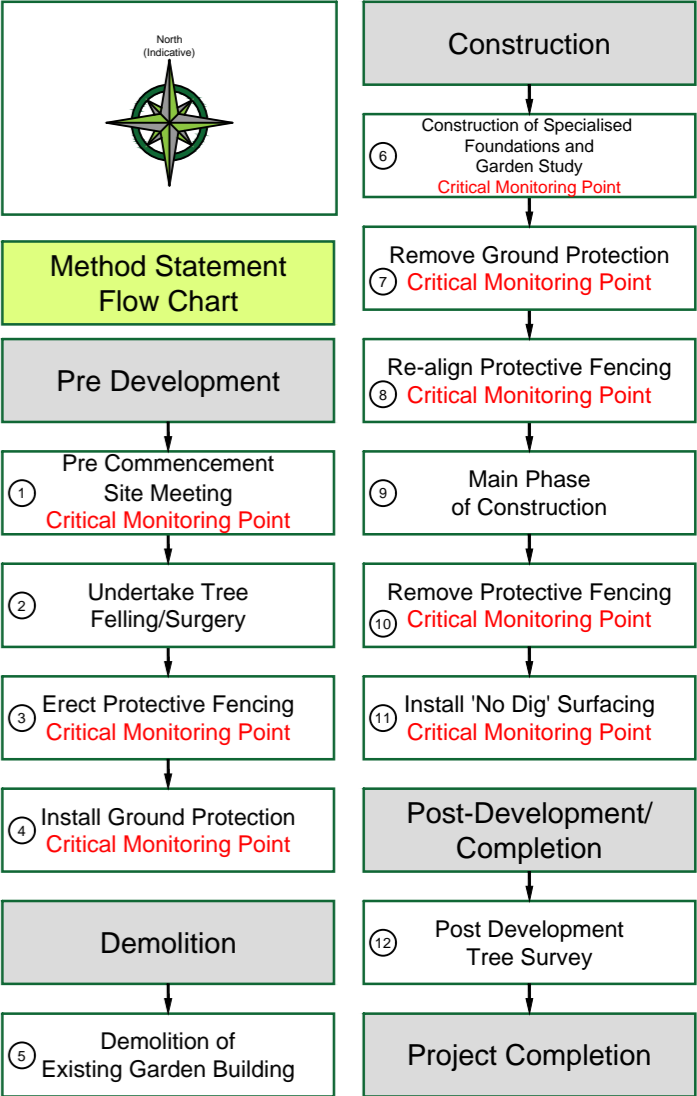 North
(Indicative)
Method Statement
Flow Chart
Pre Development
1
Pre Commencement
Site Meeting
Critical Monitoring Point
2
Undertake Tree
Felling/Surgery
3
Erect Protective Fencing
Critical Monitoring Point
4
Install Ground Protection
Critical Monitoring Point
Demolition
5
Demolition of
Existing Garden Building
Construction
6
Construction of Specialised
Foundations and
Garden Study
Critical Monitoring Point
7
Remove Ground Protection
Critical Monitoring Point
8
Re-align Protective Fencing
Critical Monitoring Point
9
Main Phase
of Construction
10
Remove Protective Fencing
Critical Monitoring Point
11
Install 'No Dig' Surfacing
Critical Monitoring Point
Post-Development/
Completion
12
Post Development
Tree Survey
Project Completion